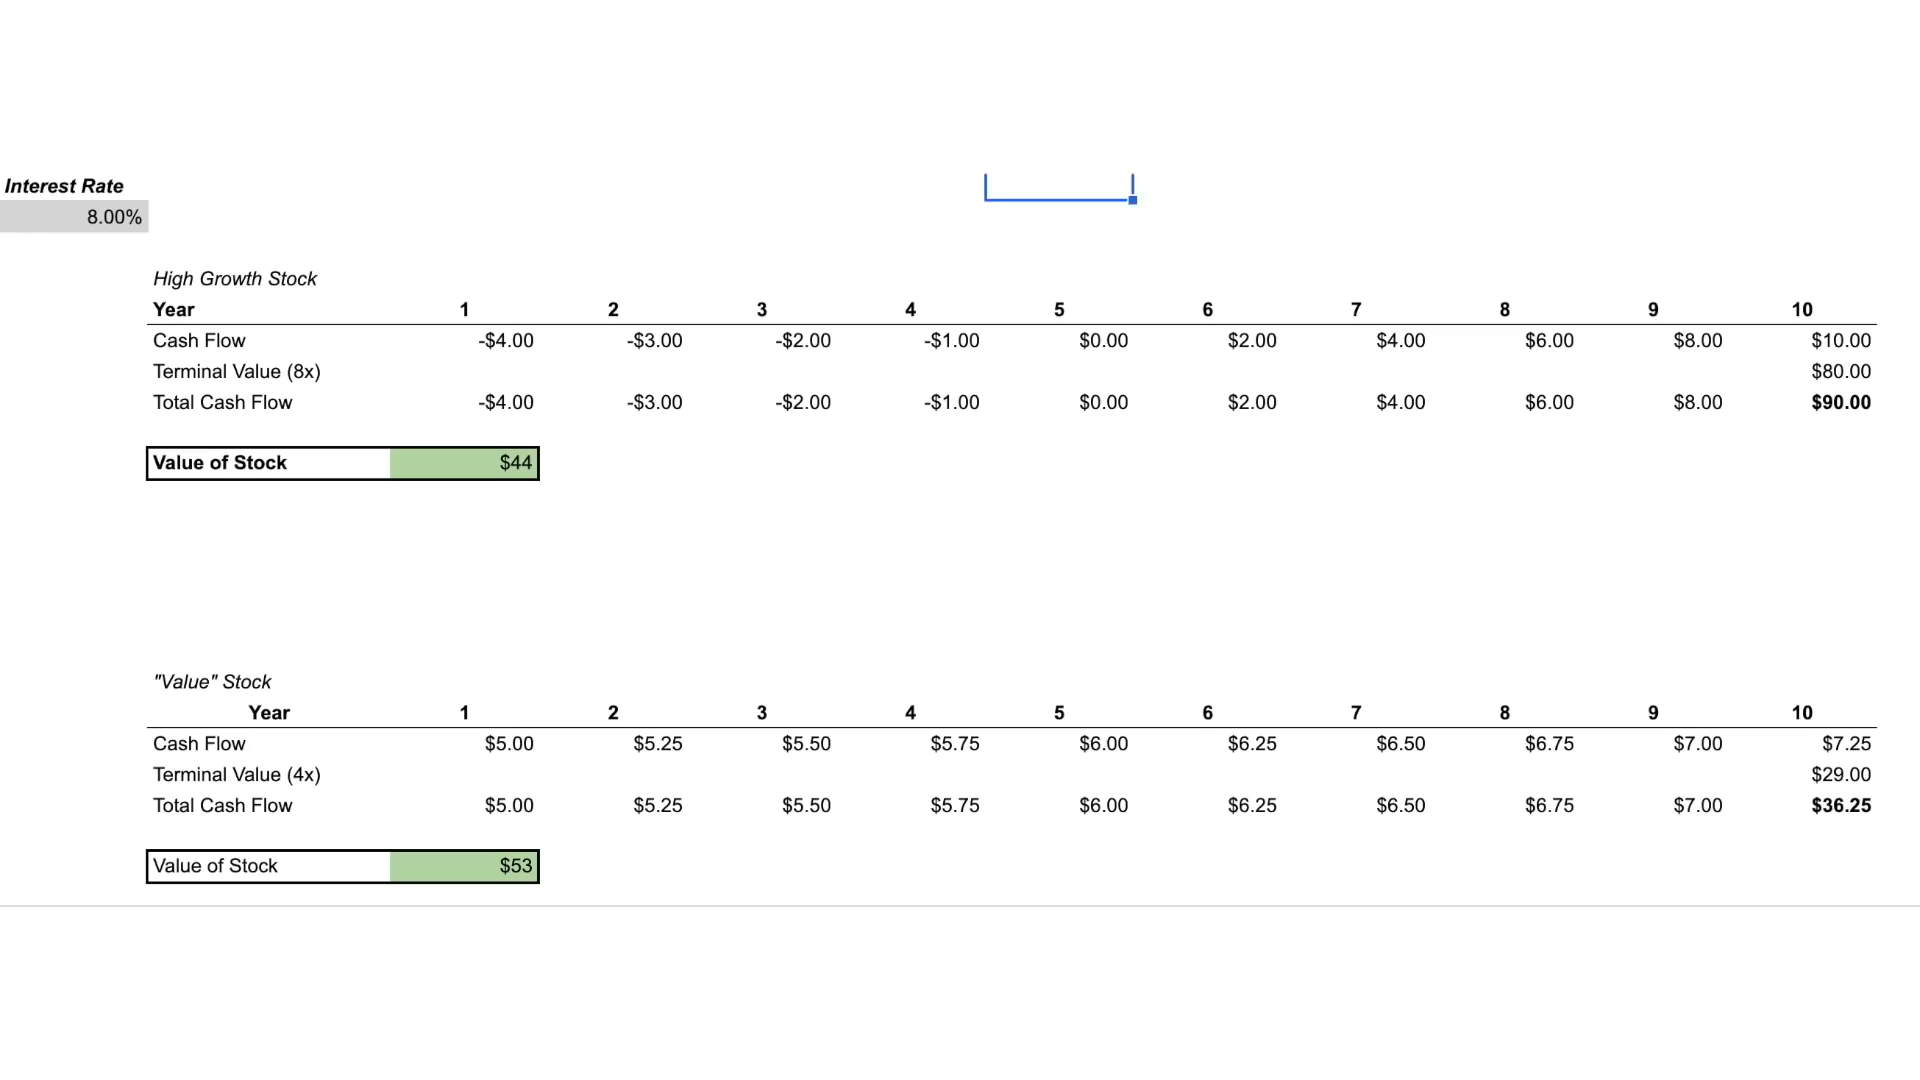 Interest Rate
8.00%
High Growth Stock
Year 1 2 3 4 5 6 7 8 9 10
Cash Flow -$4.00 -$3.00 -$2.00 -$1.00 $0.00 $2.00 $4.00 $6.00 $8.00 $10.00
Terminal Value (8x) $80.00
Total Cash Flow -$4.00 -$3.00 -$2.00 -$1.00 $0.00 $2.00 $4.00 $6.00 $8.00 $90.00
Value of Stock $44
"Value" Stock
Year 1 2 3 4 5 6 7 8 9 10
Cash Flow $5.00 $5.25 $5.50 $5.75 $6.00 $6.25 $6.50 $6.75 $7.00 $7.25
Terminal Value (4x) $29.00
Total Cash Flow $5.00 $5.25 $5.50 $5.75 $6.00 $6.25 $6.50 $6.75 $7.00 $36.25
Value of Stock $53